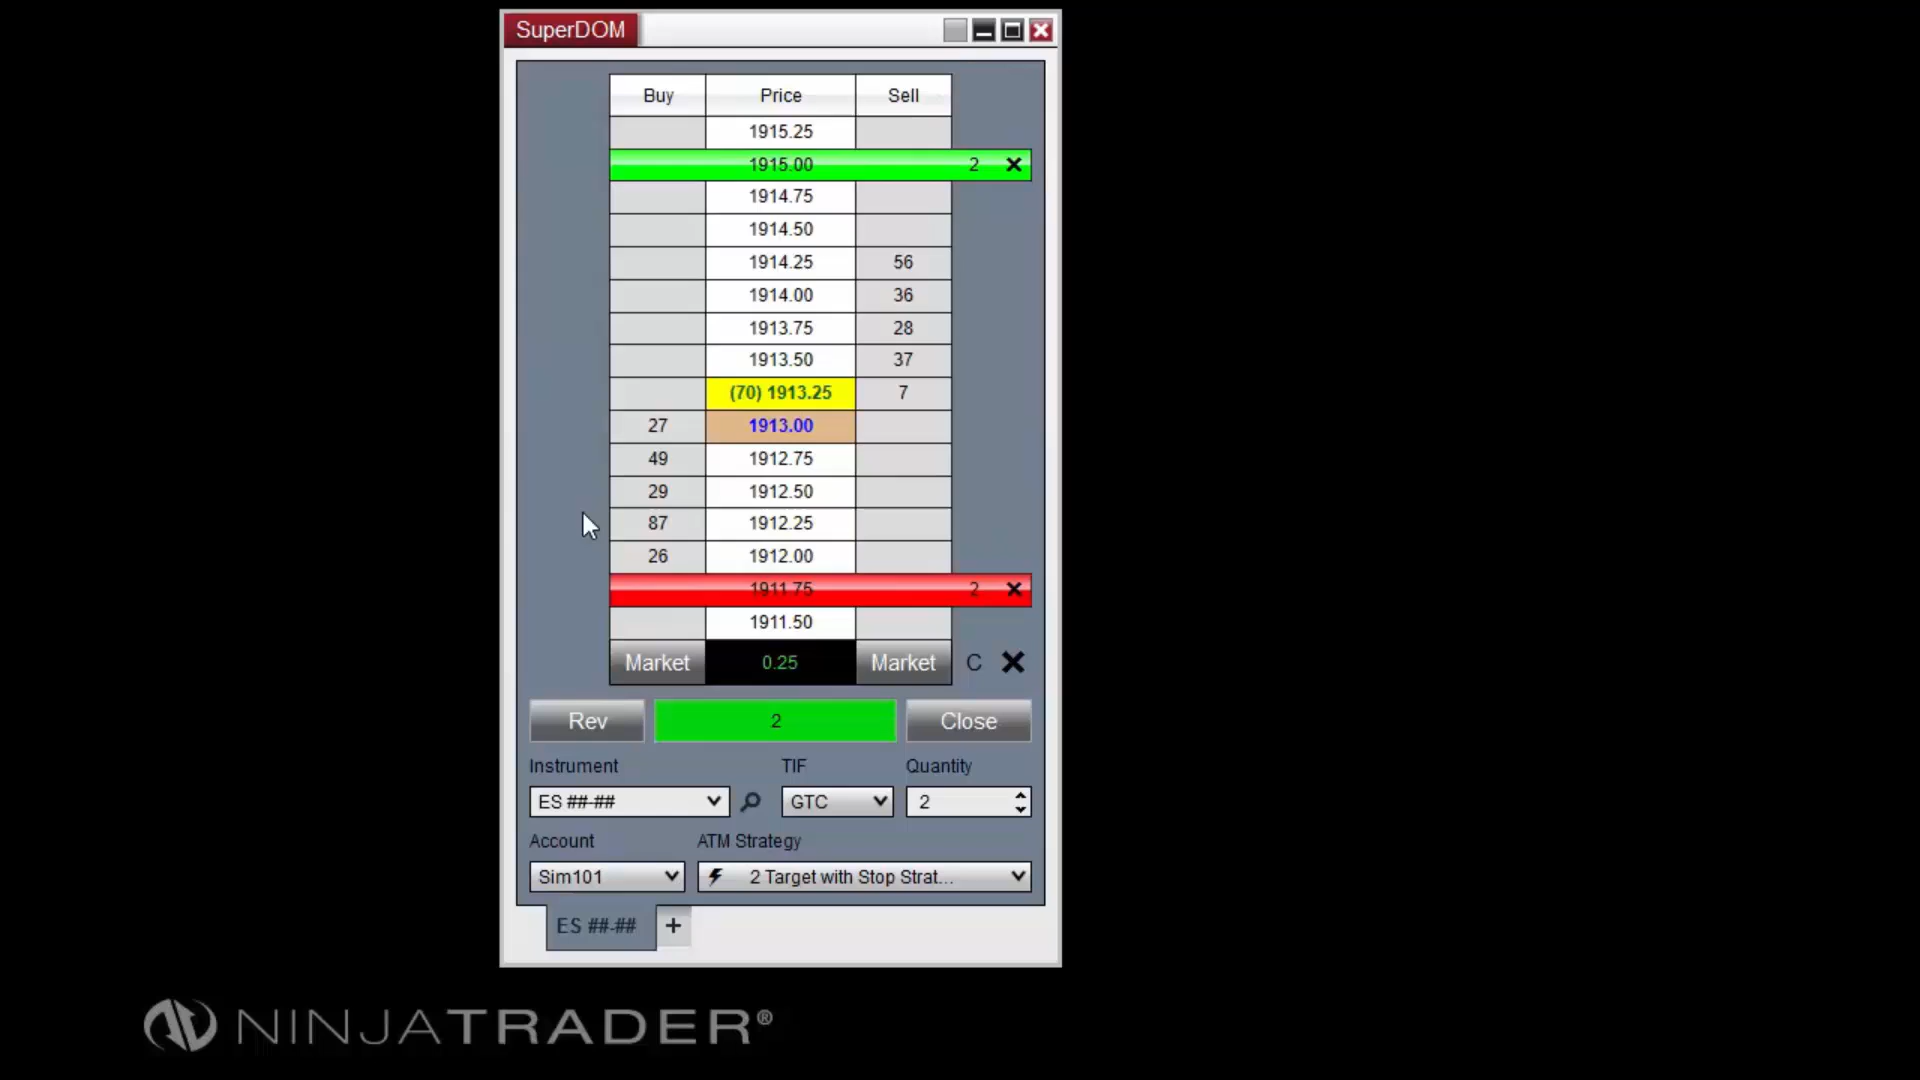 SuperDOM
Buy Price Sell
1915.25
1915.00 2
1914.75
1914.50
1914.25 56
1914.00 36
1913.75 28
1913.50 37
(70) 1913.25 7
27 1913.00
49 1912.75
29 1912.50
87 1912.25
26 1912.00
1911.75 2
1911.50
Market 0.25 Market C
Rev 2 Close
Instrument TIF Quantity
ES ##-## GTC 2
Account ATM Strategy
Sim101 2 Target with Stop Strat...
ES ##-## +
NINJATRADER®